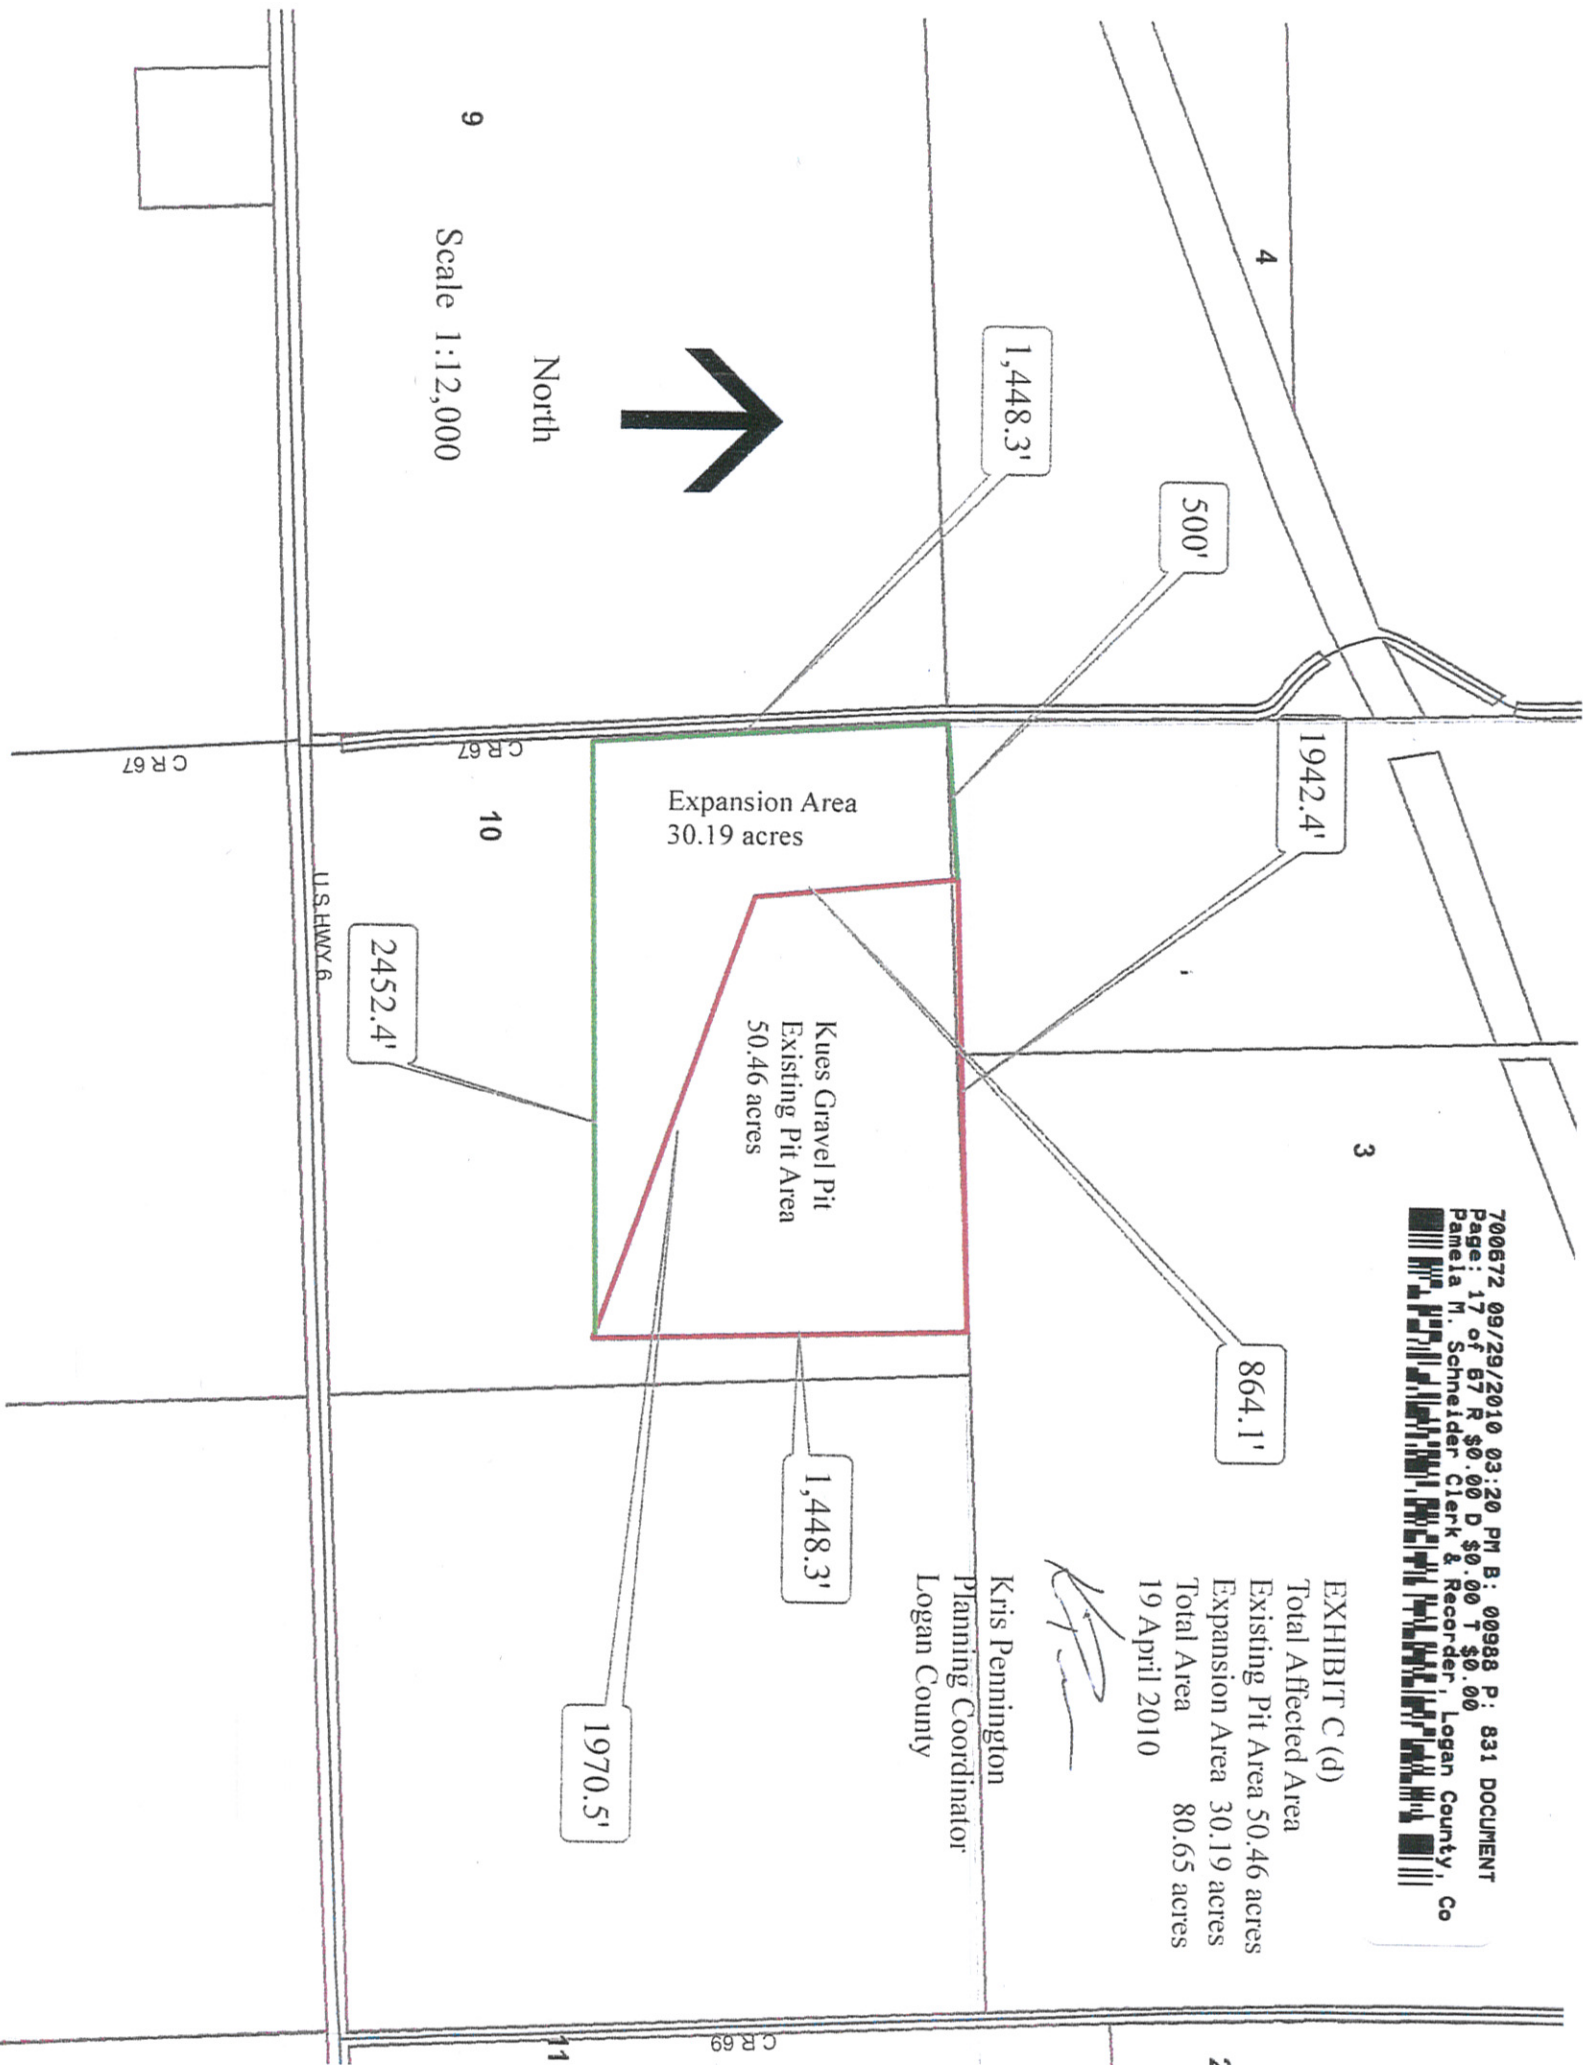 700672 09/29/2010 03:20 PM B: 00988 P: 831 DOCUMENT
Page: 17 of 67 R $0.00 D $0.00 T $0.00
Pamela M. Schneider Clerk & Recorder, Logan County, Co
EXHIBIT C (d)
Total Affected Area
Existing Pit Area 50.46 acres
Expansion Area 30.19 acres
Total Area 80.65 acres
19 April 2010
Kris Pennington
Planning Coordinator
Logan County
4
3
9
10
11
1,448.3'
500'
1942.4'
864.1'
1,448.3'
1970.5'
2452.4'
North
Scale 1:12,000
Expansion Area
30.19 acres
Kues Gravel Pit
Existing Pit Area
50.46 acres
C R 67
C R 67
U.S.HWY 6
C R 69